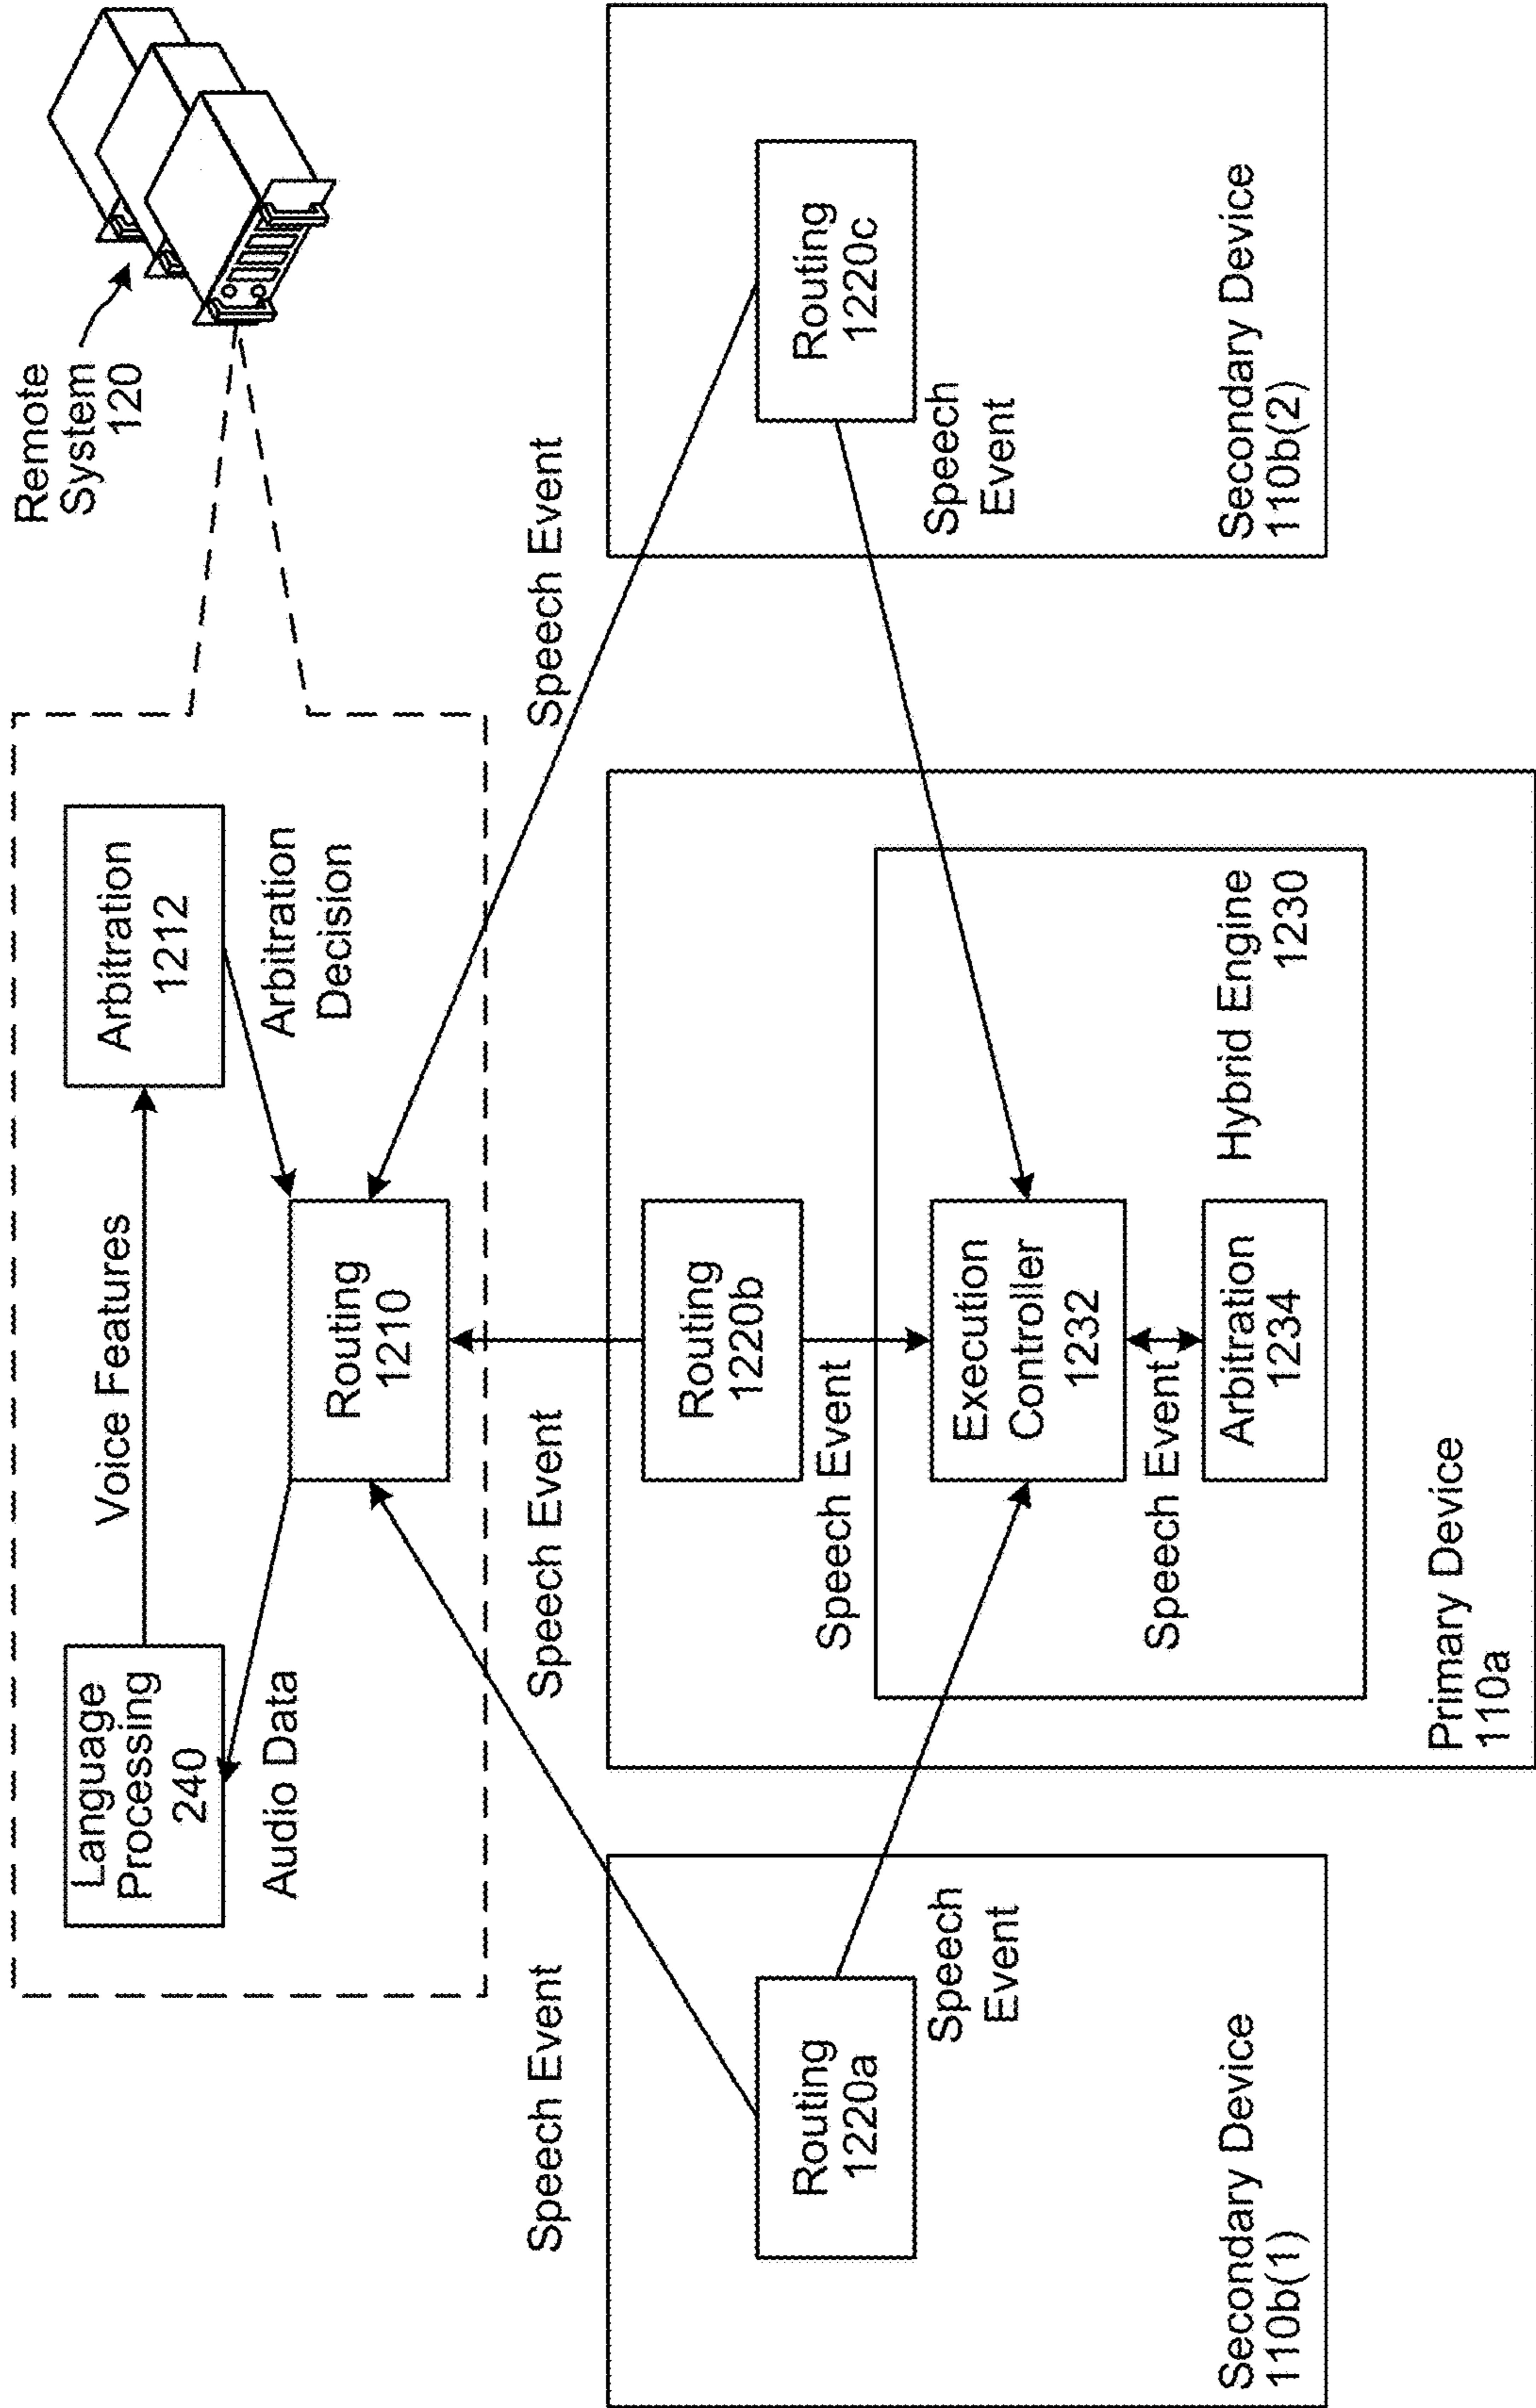 Remote
System
120
Language
Processing
240
Voice Features
Arbitration
1212
Audio Data
Routing
1210
Arbitration
Decision
Speech Event
Speech Event
Speech Event
Routing
1220a
Speech
Event
Secondary Device
110b(1)
Routing
1220b
Speech Event
Execution
Controller
1232
Speech Event
Arbitration
1234
Hybrid Engine
1230
Primary Device
110a
Routing
1220c
Speech
Event
Secondary Device
110b(2)